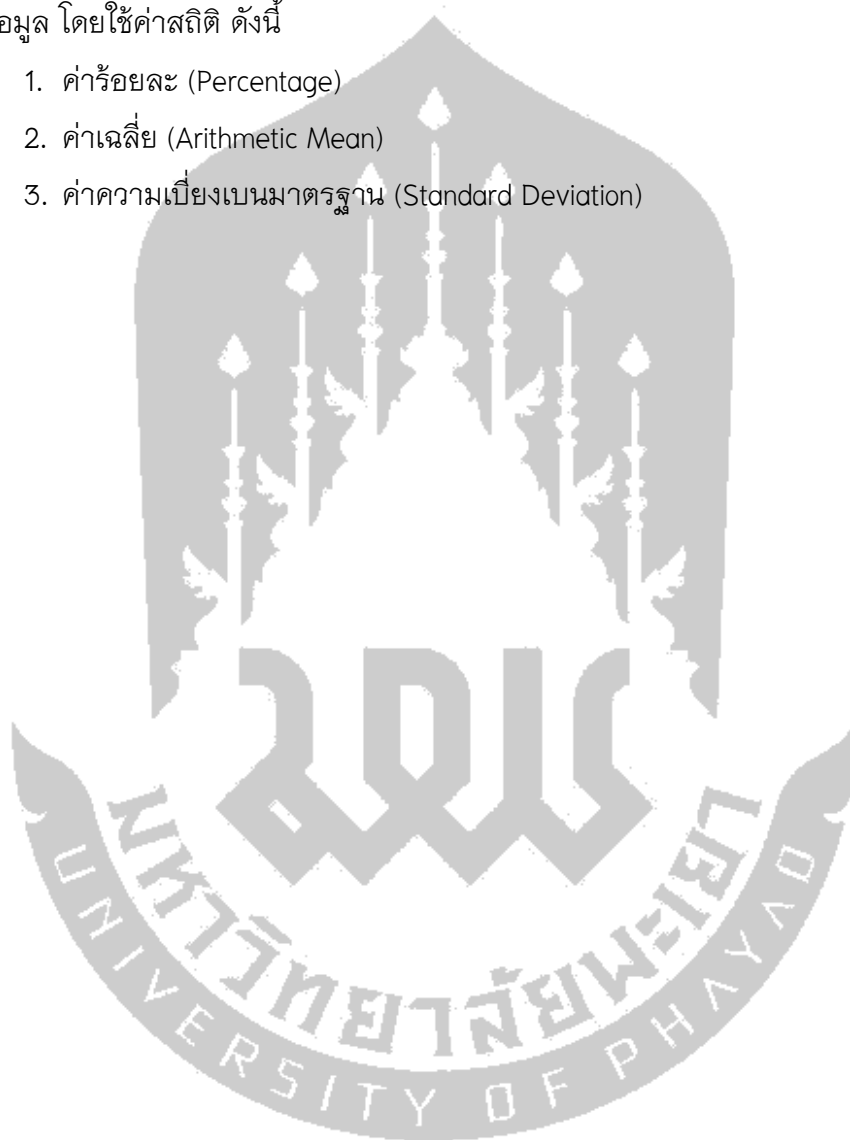 อมูล โดยใช้ค่าสถิติ ดังนี้
1. ค่าร้อยละ (Percentage)
2. ค่าเฉลี่ย (Arithmetic Mean)
3. ค่าความเบี่ยงเบนมาตรฐาน (Standard Deviation)
มหาวิทยาลัยพะเยา
UNIVERSITY OF PHAYAO